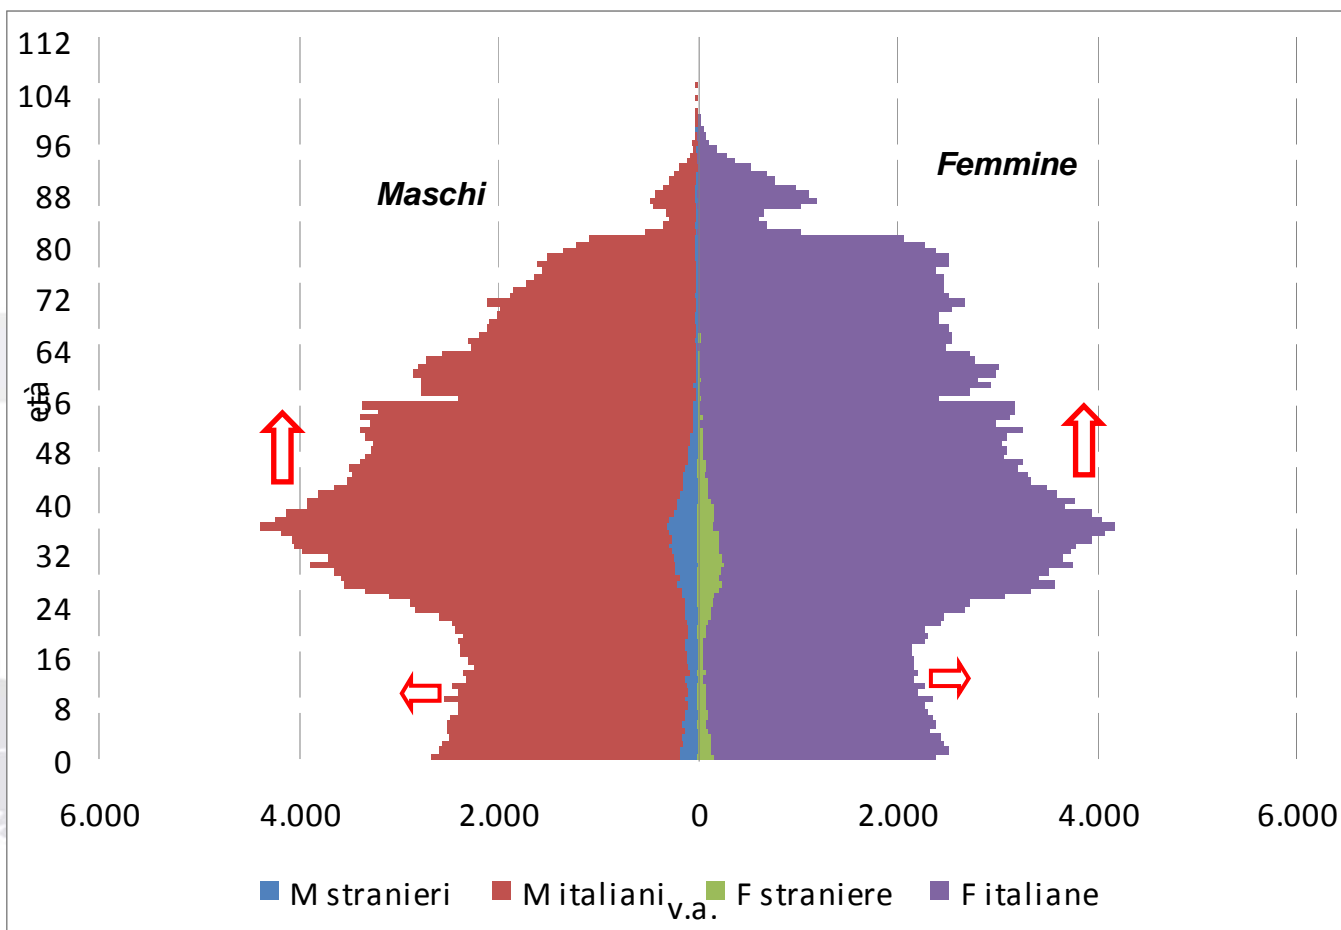 112
104
96
88
80
72
64
56
48
40
32
24
16
8
0
età
Maschi
Femmine
6.000 4.000 2.000 0 2.000 4.000 6.000
M stranieri M italiani F straniere F italiane
v.a.